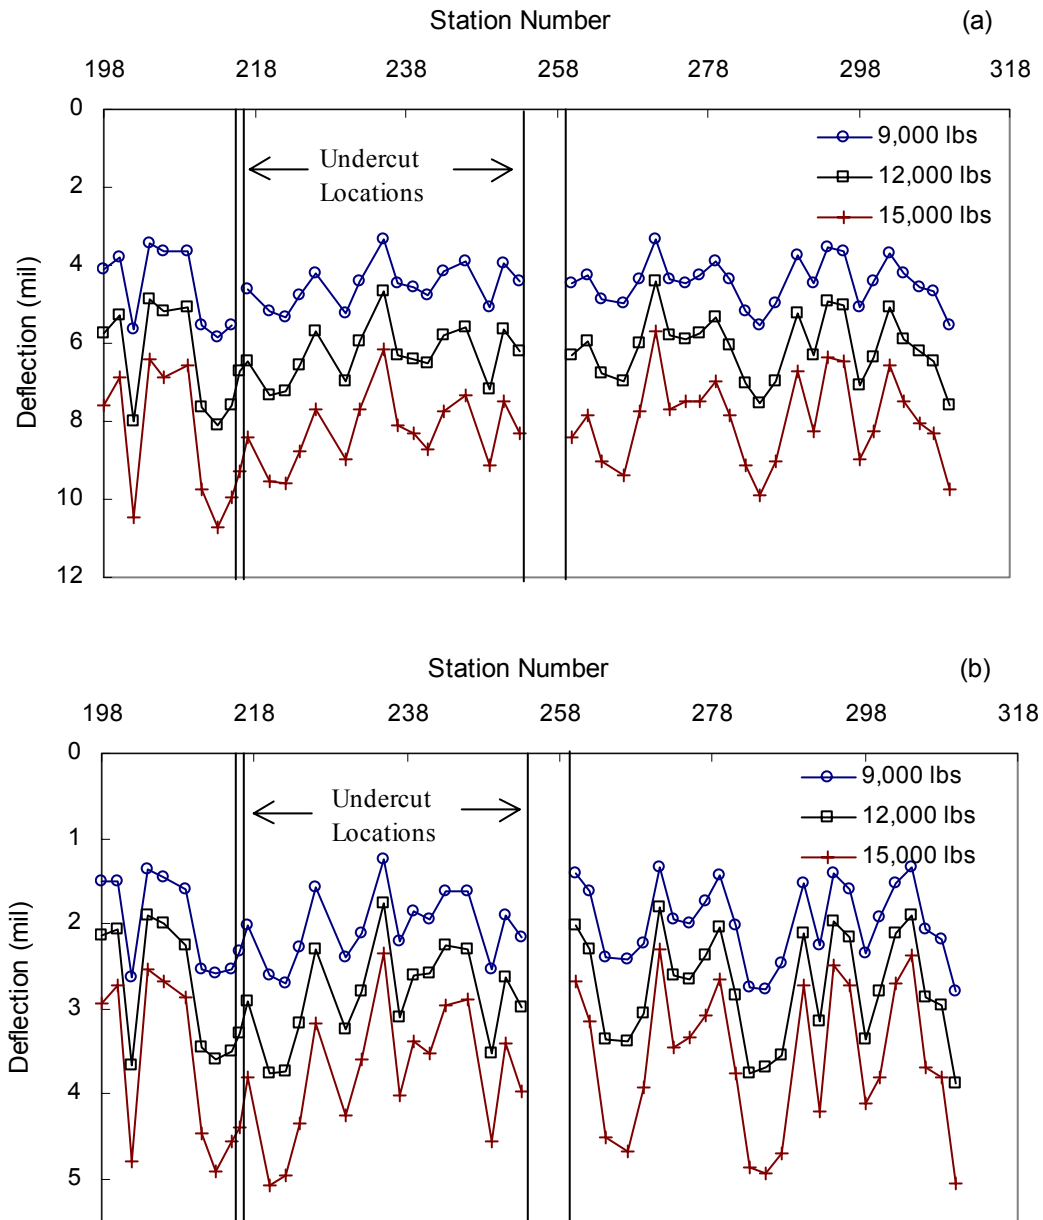 Station Number
(a)
198 218 238 258 278 298 318
0
2
4
6
8
10
12
Deflection (mil)
Undercut
Locations
9,000 lbs
12,000 lbs
15,000 lbs
Station Number
(b)
198 218 238 258 278 298 318
0
1
2
3
4
5
Deflection (mil)
Undercut
Locations
9,000 lbs
12,000 lbs
15,000 lbs